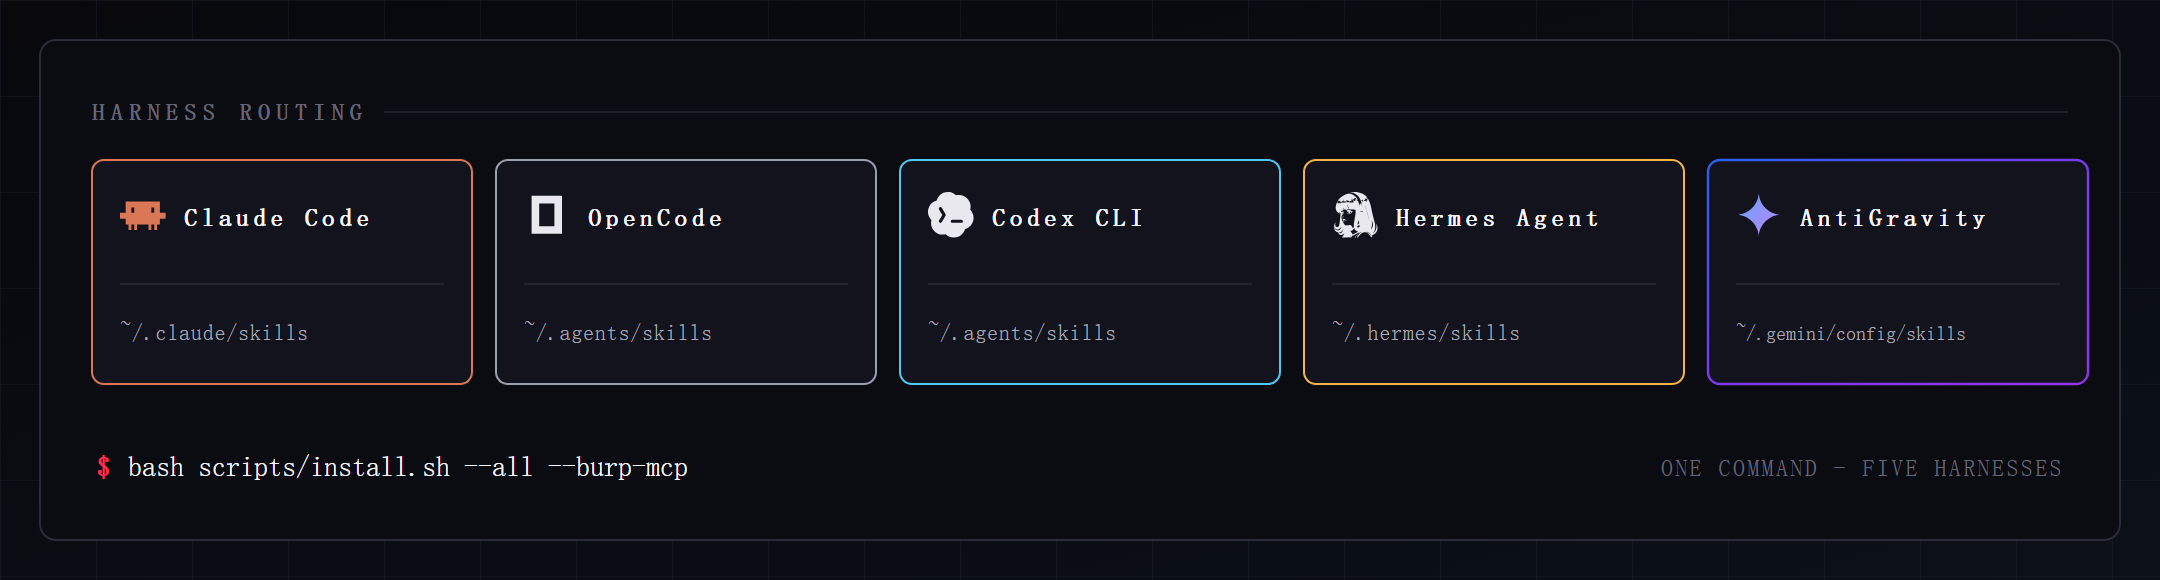 HARNESS ROUTING
Claude Code
~/.claude/skills
OpenCode
~/.agents/skills
Codex CLI
~/.agents/skills
Hermes Agent
~/.hermes/skills
AntiGravity
~/.gemini/config/skills
$ bash scripts/install.sh --all --burp-mcp
ONE COMMAND — FIVE HARNESSES